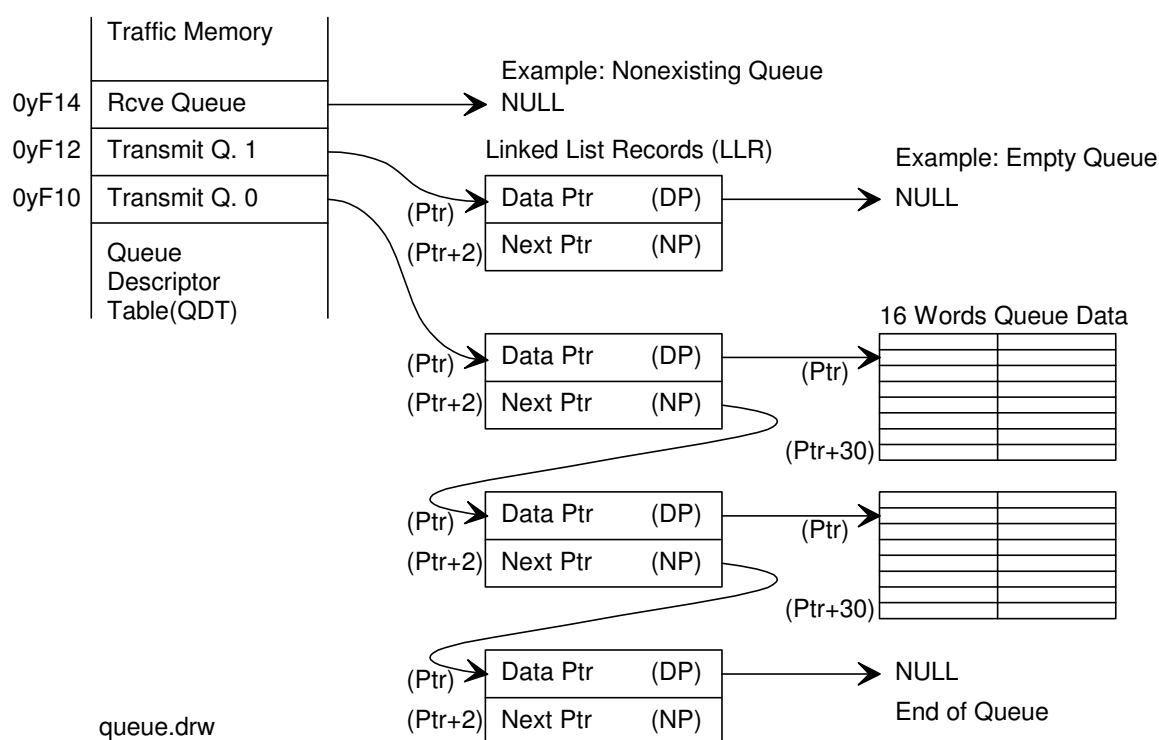 Traffic Memory
Example: Nonexisting Queue
0yF14 Rcve Queue NULL
0yF12 Transmit Q. 1 Linked List Records (LLR) Example: Empty Queue
0yF10 Transmit Q. 0 (Ptr) Data Ptr (DP) NULL
(Ptr+2) Next Ptr (NP)
Queue
Descriptor
Table(QDT)
16 Words Queue Data
(Ptr) Data Ptr (DP) (Ptr)
(Ptr+2) Next Ptr (NP)
(Ptr+30)
(Ptr) Data Ptr (DP) (Ptr)
(Ptr+2) Next Ptr (NP)
(Ptr+30)
(Ptr) Data Ptr (DP) NULL
(Ptr+2) Next Ptr (NP) End of Queue
queue.drw